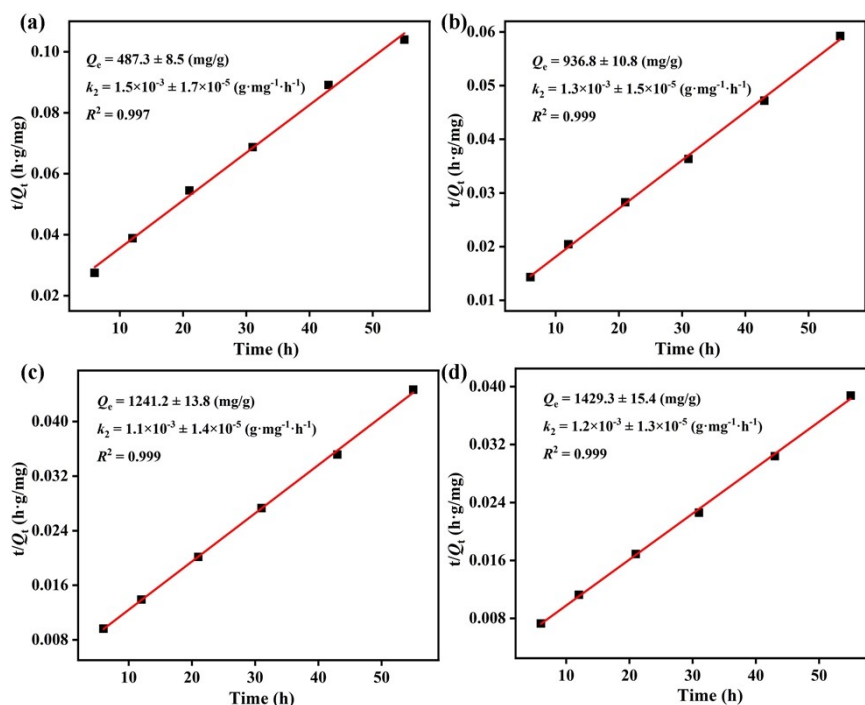 (a)
Qe = 487.3 ± 8.5 (mg/g)
k2 = 1.5×10⁻³ ± 1.7×10⁻⁵ (g·mg⁻¹·h⁻¹)
R² = 0.997
t/Qt (h·g/mg)
0.10
0.08
0.06
0.04
0.02
10 20 30 40 50
Time (h)
(b)
Qe = 936.8 ± 10.8 (mg/g)
k2 = 1.3×10⁻³ ± 1.5×10⁻⁵ (g·mg⁻¹·h⁻¹)
R² = 0.999
t/Qt (h·g/mg)
0.06
0.05
0.04
0.03
0.02
0.01
10 20 30 40 50
Time (h)
(c)
Qe = 1241.2 ± 13.8 (mg/g)
k2 = 1.1×10⁻³ ± 1.4×10⁻⁵ (g·mg⁻¹·h⁻¹)
R² = 0.999
t/Qt (h·g/mg)
0.040
0.032
0.024
0.016
0.008
10 20 30 40 50
Time (h)
(d)
Qe = 1429.3 ± 15.4 (mg/g)
k2 = 1.2×10⁻³ ± 1.3×10⁻⁵ (g·mg⁻¹·h⁻¹)
R² = 0.999
t/Qt (h·g/mg)
0.040
0.032
0.024
0.016
0.008
10 20 30 40 50
Time (h)